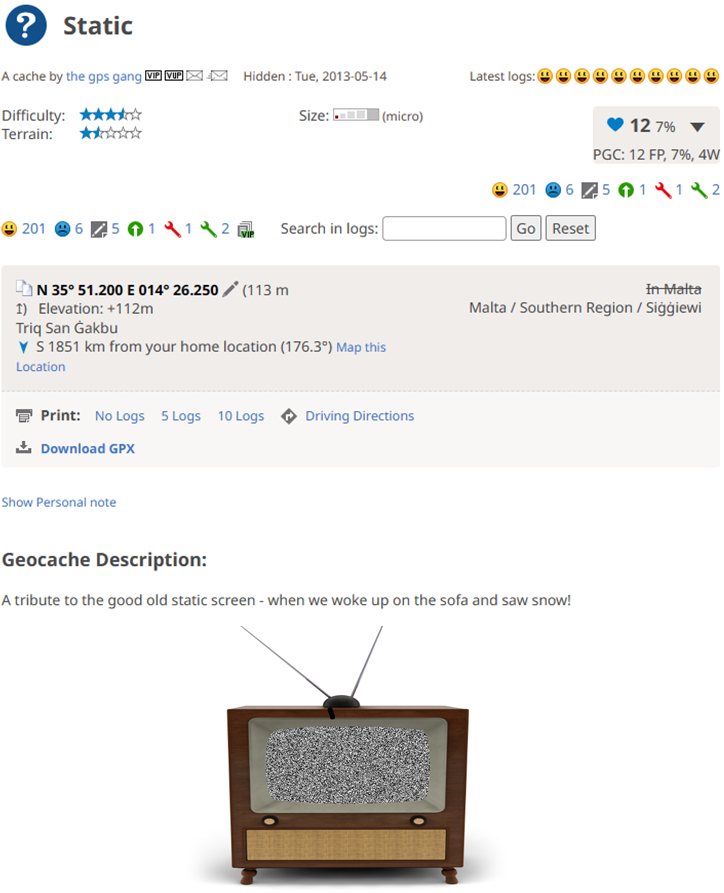 ?
Static
A cache by the gps gang VIP VUP Hidden : Tue, 2013-05-14 Latest logs:
Difficulty: Size: (micro)
Terrain:
12 7%
PGC: 12 FP, 7%, 4W
201 6 5 1 1 2
201 6 5 1 1 2 VIP Search in logs: Go Reset
N 35° 51.200 E 014° 26.250 (113 m In Malta
Elevation: +112m Malta / Southern Region / Siġġiewi
Triq San Ġakbu
S 1851 km from your home location (176.3°) Map this
Location
Print: No Logs 5 Logs 10 Logs Driving Directions
Download GPX
Show Personal note
Geocache Description:
A tribute to the good old static screen - when we woke up on the sofa and saw snow!